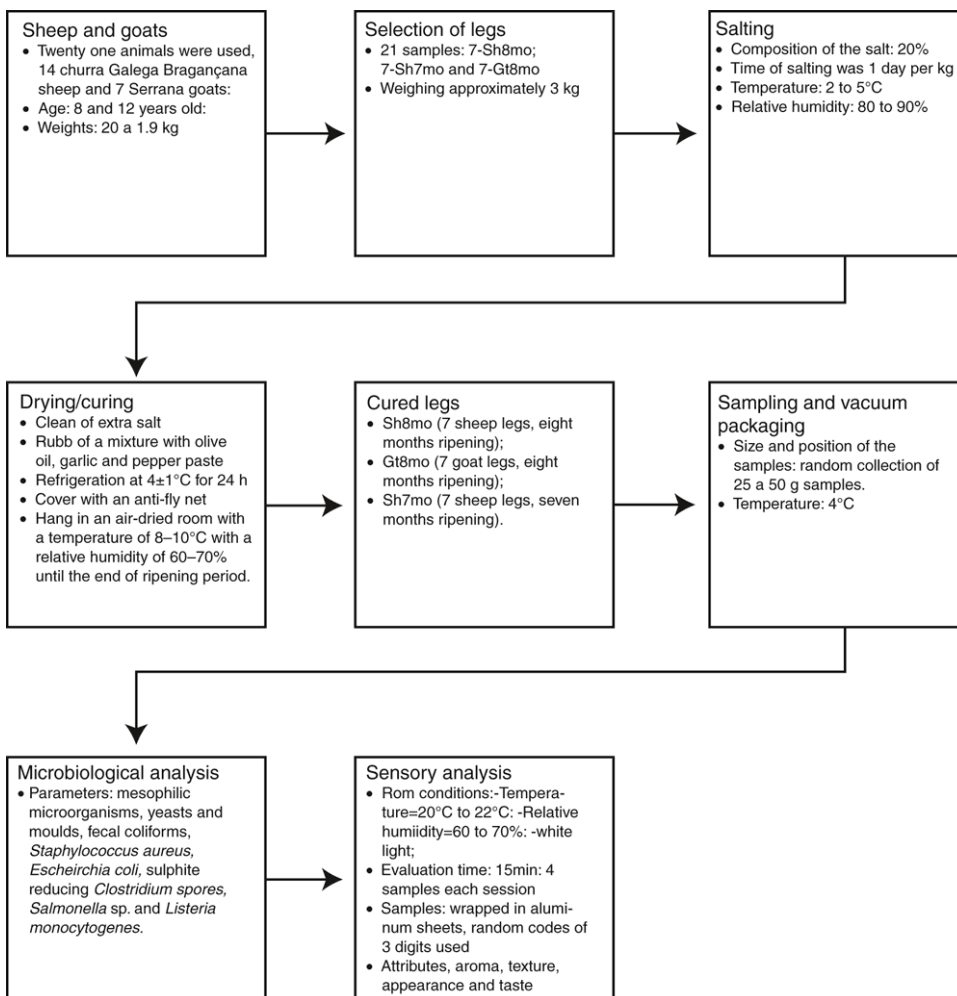 Sheep and goats
• Twenty one animals were used,
14 churra Galega Bragançana
sheep and 7 Serrana goats:
• Age: 8 and 12 years old:
• Weights: 20 a 1.9 kg
Selection of legs
• 21 samples: 7-Sh8mo;
7-Sh7mo and 7-Gt8mo
• Weighing approximately 3 kg
Salting
• Composition of the salt: 20%
• Time of salting was 1 day per kg
• Temperature: 2 to 5°C
• Relative humidity: 80 to 90%
Drying/curing
• Clean of extra salt
• Rubb of a mixture with olive
oil, garlic and pepper paste
• Refrigeration at 4±1°C for 24 h
• Cover with an anti-fly net
• Hang in an air-dried room with
a temperature of 8–10°C with a
relative humidity of 60–70%
until the end of ripening period.
Cured legs
• Sh8mo (7 sheep legs, eight
months ripening);
• Gt8mo (7 goat legs, eight
months ripening);
• Sh7mo (7 sheep legs, seven
months ripening).
Sampling and vacuum
packaging
• Size and position of the
samples: random collection of
25 a 50 g samples.
• Temperature: 4°C
Microbiological analysis
• Parameters: mesophilic
microorganisms, yeasts and
moulds, fecal coliforms,
Staphylococcus aureus,
Escheirchia coli, sulphite
reducing Clostridium spores,
Salmonella sp. and Listeria
monocytogenes.
Sensory analysis
• Rom conditions:-Tempera-
ture=20°C to 22°C: -Relative
humiidity=60 to 70%: -white
light;
• Evaluation time: 15min: 4
samples each session
• Samples: wrapped in alumi-
num sheets, random codes of
3 digits used
• Attributes, aroma, texture,
appearance and taste